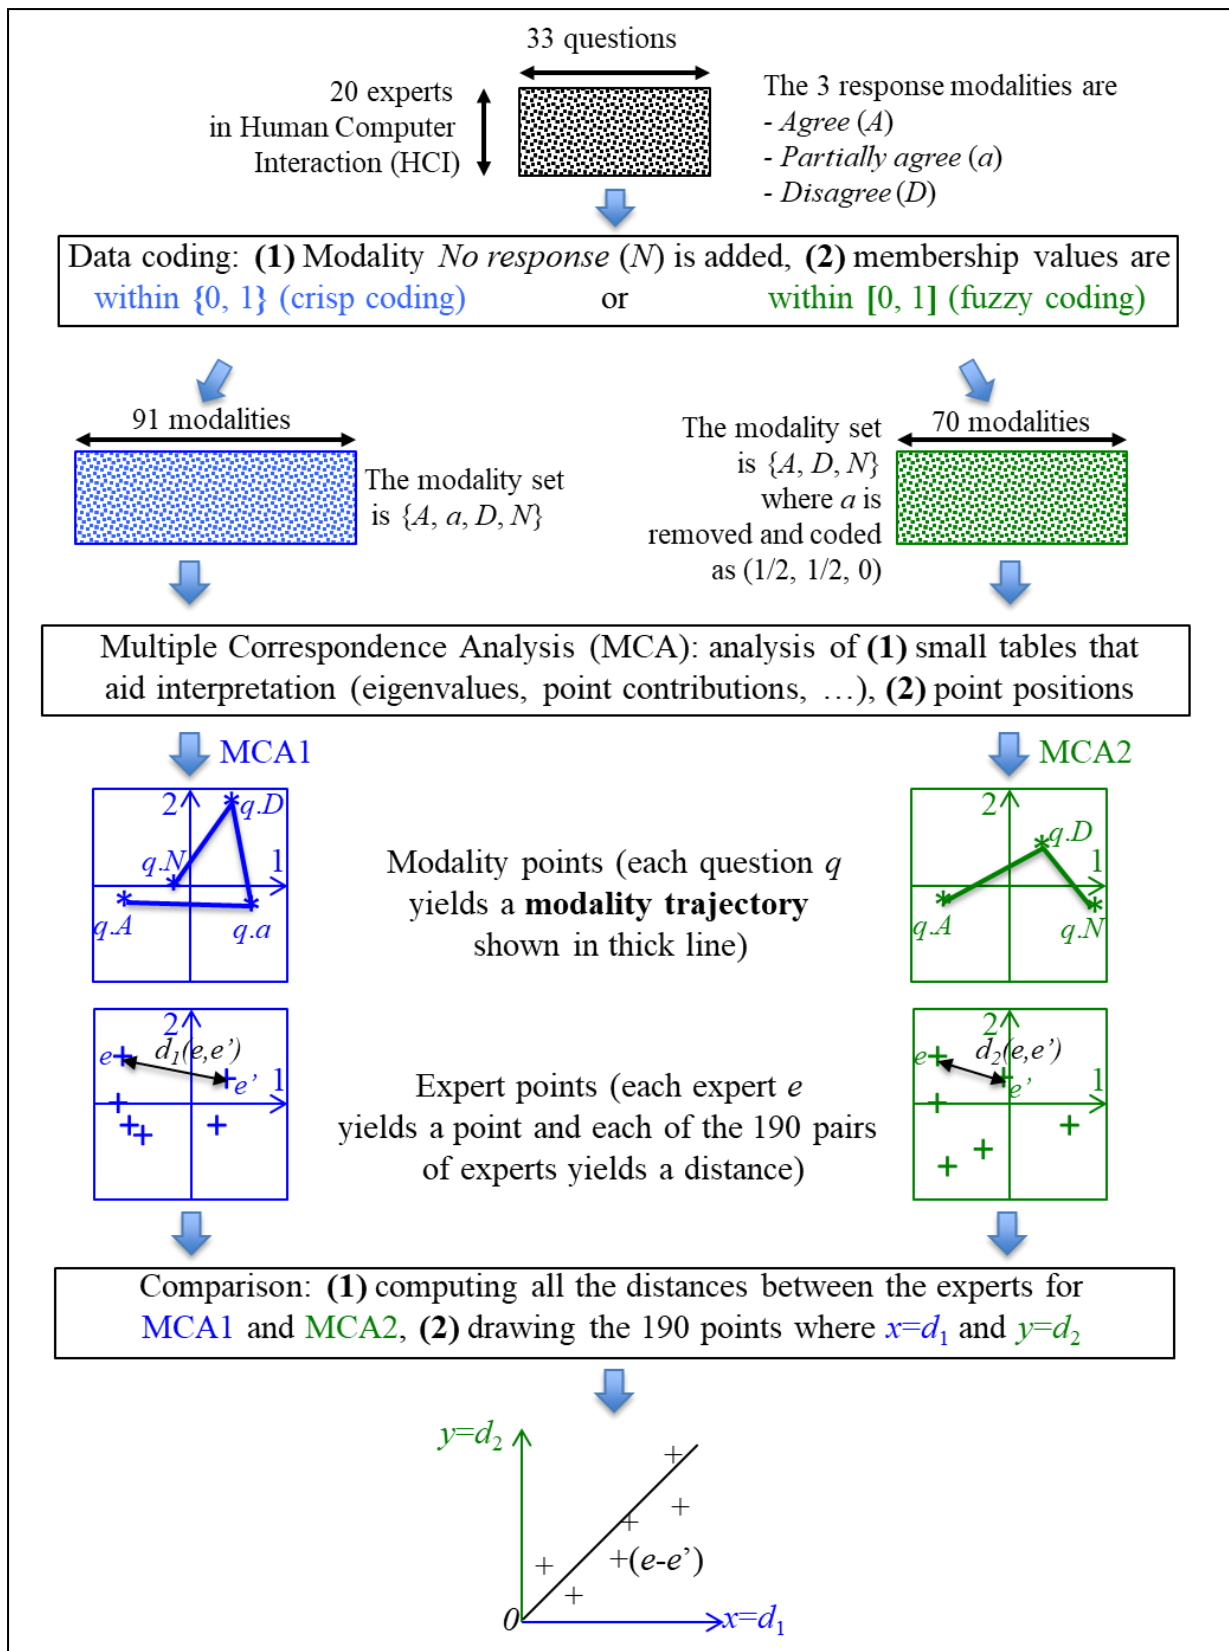 33 questions
20 experts
in Human Computer
Interaction (HCI)
The 3 response modalities are
- Agree (A)
- Partially agree (a)
- Disagree (D)
Data coding: (1) Modality No response (N) is added, (2) membership values are
within {0, 1} (crisp coding) or within [0, 1] (fuzzy coding)
91 modalities
The modality set
is {A, a, D, N}
The modality set
is {A, D, N}
where a is
removed and coded
as (1/2, 1/2, 0)
70 modalities
Multiple Correspondence Analysis (MCA): analysis of (1) small tables that
aid interpretation (eigenvalues, point contributions, …), (2) point positions
MCA1
MCA2
2
q.D
q.N
1
q.A
q.a
Modality points (each question q
yields a modality trajectory
shown in thick line)
2
q.D
1
q.A
q.N
2
e
d1(e,e’)
e’
1
Expert points (each expert e
yields a point and each of the 190 pairs
of experts yields a distance)
2
e
d2(e,e’)
e’
1
Comparison: (1) computing all the distances between the experts for
MCA1 and MCA2, (2) drawing the 190 points where x=d1 and y=d2
y=d2
(e-e’)
0
x=d1